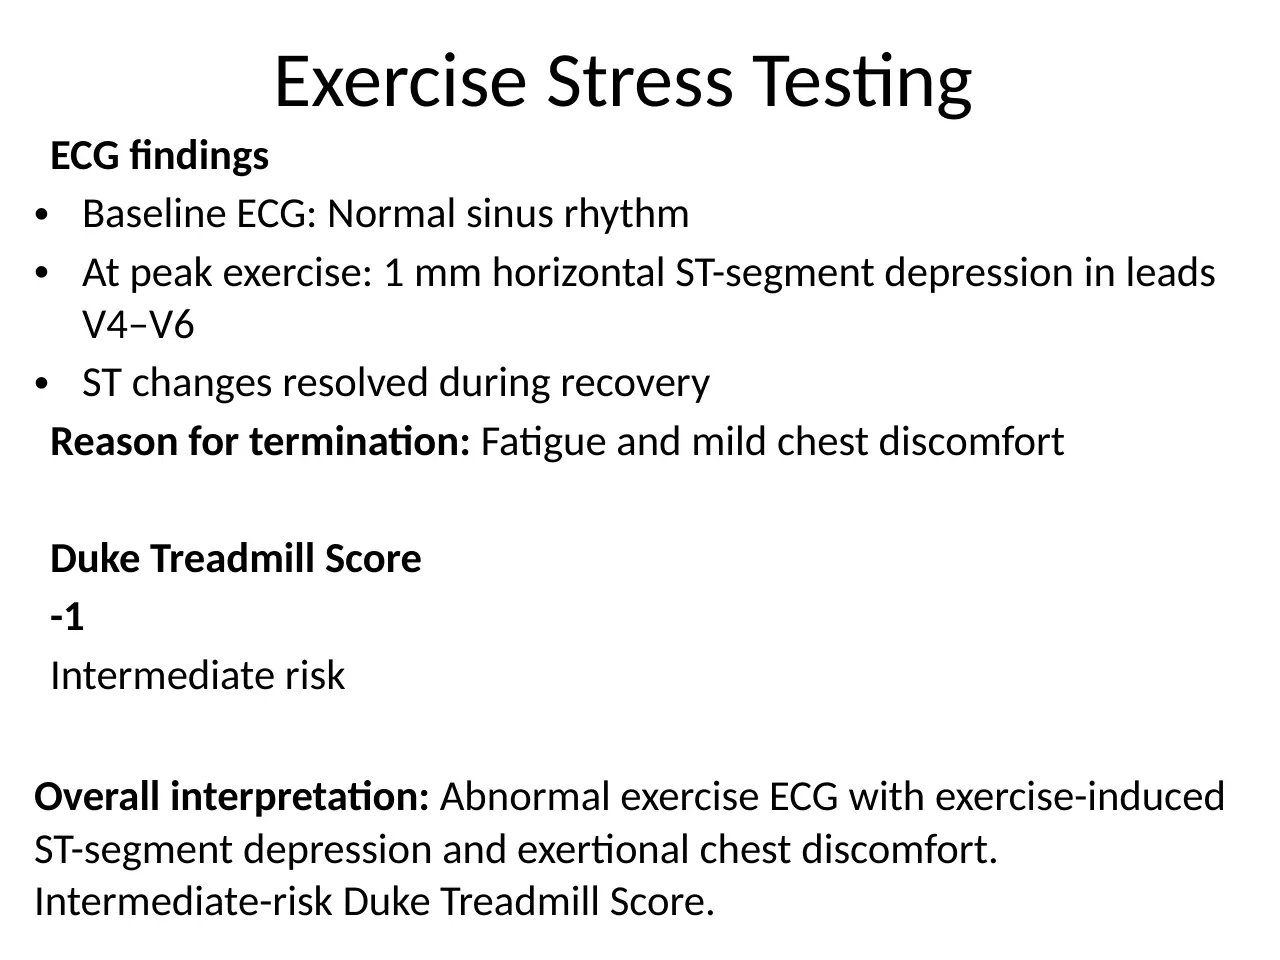 Exercise Stress Testing
ECG findings
• Baseline ECG: Normal sinus rhythm
• At peak exercise: 1 mm horizontal ST-segment depression in leads
V4–V6
• ST changes resolved during recovery
Reason for termination: Fatigue and mild chest discomfort
Duke Treadmill Score
-1
Intermediate risk
Overall interpretation: Abnormal exercise ECG with exercise-induced
ST-segment depression and exertional chest discomfort.
Intermediate-risk Duke Treadmill Score.